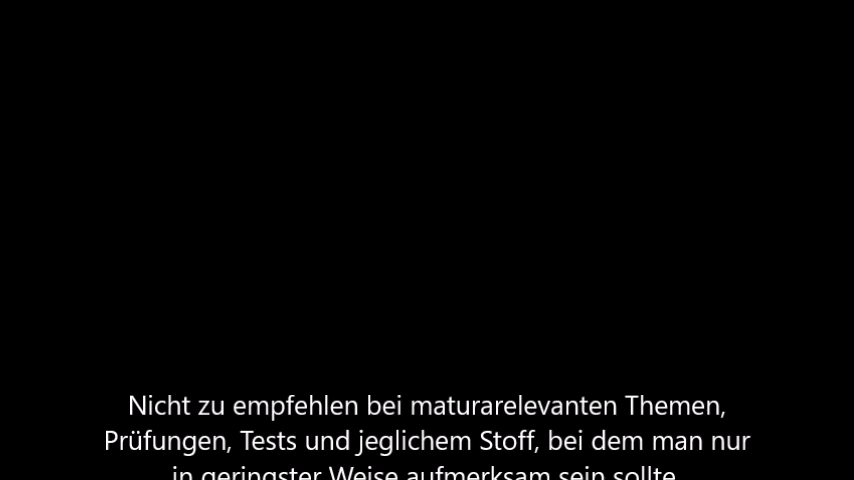 Nicht zu empfehlen bei maturarelevanten Themen,
Prüfungen, Tests und jeglichem Stoff, bei dem man nur
in geringster Weise aufmerksam sein sollte